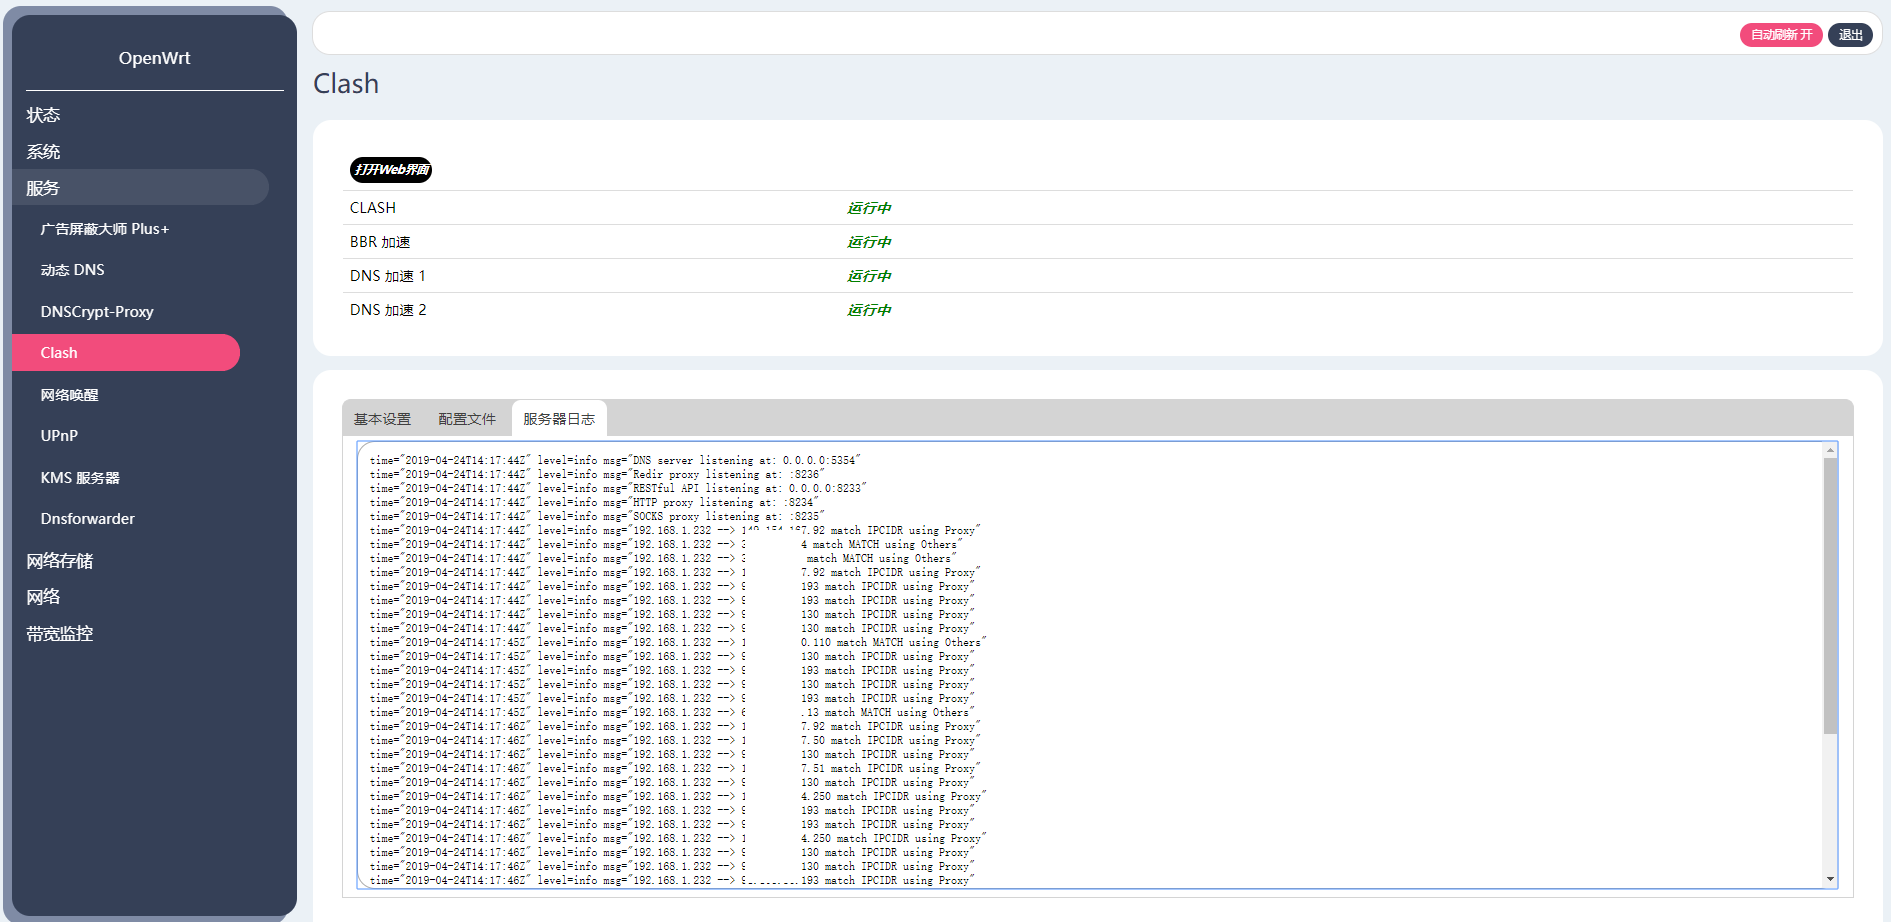 OpenWrt
状态
系统
服务
广告屏蔽大师 Plus+
动态 DNS
DNSCrypt-Proxy
Clash
网络唤醒
UPnP
KMS 服务器
Dnsforwarder
网络存储
网络
带宽监控
自动刷新 开 退出
Clash
打开Web界面
CLASH 运行中
BBR 加速 运行中
DNS 加速 1 运行中
DNS 加速 2 运行中
基本设置 配置文件 服务器日志
time="2019-04-24T14:17:44Z" level=info msg="DNS server listening at: 0.0.0.0:5354"
time="2019-04-24T14:17:44Z" level=info msg="Redir proxy listening at: :8236"
time="2019-04-24T14:17:44Z" level=info msg="RESTful API listening at: 0.0.0.0:8233"
time="2019-04-24T14:17:44Z" level=info msg="HTTP proxy listening at: :8234"
time="2019-04-24T14:17:44Z" level=info msg="SOCKS proxy listening at: :8235"
time="2019-04-24T14:17:44Z" level=info msg="192.168.1.232 --> 7.92 match IPCIDR using Proxy"
time="2019-04-24T14:17:44Z" level=info msg="192.168.1.232 --> 3 4 match MATCH using Others"
time="2019-04-24T14:17:44Z" level=info msg="192.168.1.232 --> 3 match MATCH using Others"
time="2019-04-24T14:17:44Z" level=info msg="192.168.1.232 --> 1 7.92 match IPCIDR using Proxy"
time="2019-04-24T14:17:44Z" level=info msg="192.168.1.232 --> 9 193 match IPCIDR using Proxy"
time="2019-04-24T14:17:44Z" level=info msg="192.168.1.232 --> 9 193 match IPCIDR using Proxy"
time="2019-04-24T14:17:44Z" level=info msg="192.168.1.232 --> 9 130 match IPCIDR using Proxy"
time="2019-04-24T14:17:44Z" level=info msg="192.168.1.232 --> 9 130 match IPCIDR using Proxy"
time="2019-04-24T14:17:44Z" level=info msg="192.168.1.232 --> 1 0.110 match MATCH using Others"
time="2019-04-24T14:17:45Z" level=info msg="192.168.1.232 --> 9 130 match IPCIDR using Proxy"
time="2019-04-24T14:17:45Z" level=info msg="192.168.1.232 --> 9 193 match IPCIDR using Proxy"
time="2019-04-24T14:17:45Z" level=info msg="192.168.1.232 --> 9 130 match IPCIDR using Proxy"
time="2019-04-24T14:17:45Z" level=info msg="192.168.1.232 --> 9 193 match IPCIDR using Proxy"
time="2019-04-24T14:17:45Z" level=info msg="192.168.1.232 --> 6 .13 match MATCH using Others"
time="2019-04-24T14:17:46Z" level=info msg="192.168.1.232 --> 1 7.92 match IPCIDR using Proxy"
time="2019-04-24T14:17:46Z" level=info msg="192.168.1.232 --> 1 7.50 match IPCIDR using Proxy"
time="2019-04-24T14:17:46Z" level=info msg="192.168.1.232 --> 9 130 match IPCIDR using Proxy"
time="2019-04-24T14:17:46Z" level=info msg="192.168.1.232 --> 1 7.51 match IPCIDR using Proxy"
time="2019-04-24T14:17:46Z" level=info msg="192.168.1.232 --> 9 130 match IPCIDR using Proxy"
time="2019-04-24T14:17:46Z" level=info msg="192.168.1.232 --> 1 4.250 match IPCIDR using Proxy"
time="2019-04-24T14:17:46Z" level=info msg="192.168.1.232 --> 9 193 match IPCIDR using Proxy"
time="2019-04-24T14:17:46Z" level=info msg="192.168.1.232 --> 9 193 match IPCIDR using Proxy"
time="2019-04-24T14:17:46Z" level=info msg="192.168.1.232 --> 1 4.250 match IPCIDR using Proxy"
time="2019-04-24T14:17:46Z" level=info msg="192.168.1.232 --> 9 130 match IPCIDR using Proxy"
time="2019-04-24T14:17:46Z" level=info msg="192.168.1.232 --> 9 130 match IPCIDR using Proxy"
time="2019-04-24T14:17:46Z" level=info msg="192.168.1.232 --> 9 193 match IPCIDR using Proxy"